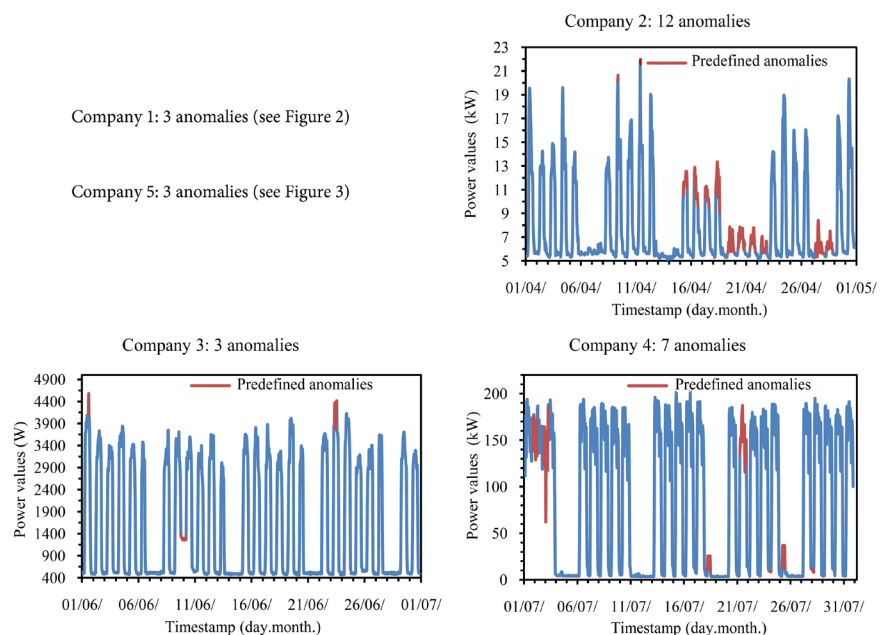 Company 2: 12 anomalies
Company 1: 3 anomalies (see Figure 2)
Company 5: 3 anomalies (see Figure 3)
Power values (kW)
23
21
19
17
15
13
11
9
7
5
Predefined anomalies
01/04/ 06/04/ 11/04/ 16/04/ 21/04/ 26/04/ 01/05/
Timestamp (day.month.)
Company 3: 3 anomalies
Power values (W)
4900
4400
3900
3400
2900
2400
1900
1400
900
400
Predefined anomalies
01/06/ 06/06/ 11/06/ 16/06/ 21/06/ 26/06/ 01/07/
Timestamp (day.month.)
Company 4: 7 anomalies
Power values (kW)
200
150
100
50
0
Predefined anomalies
01/07/ 07/07/ 11/07/ 16/07/ 21/07/ 26/07/ 31/07/
Timestamp (day.month.)